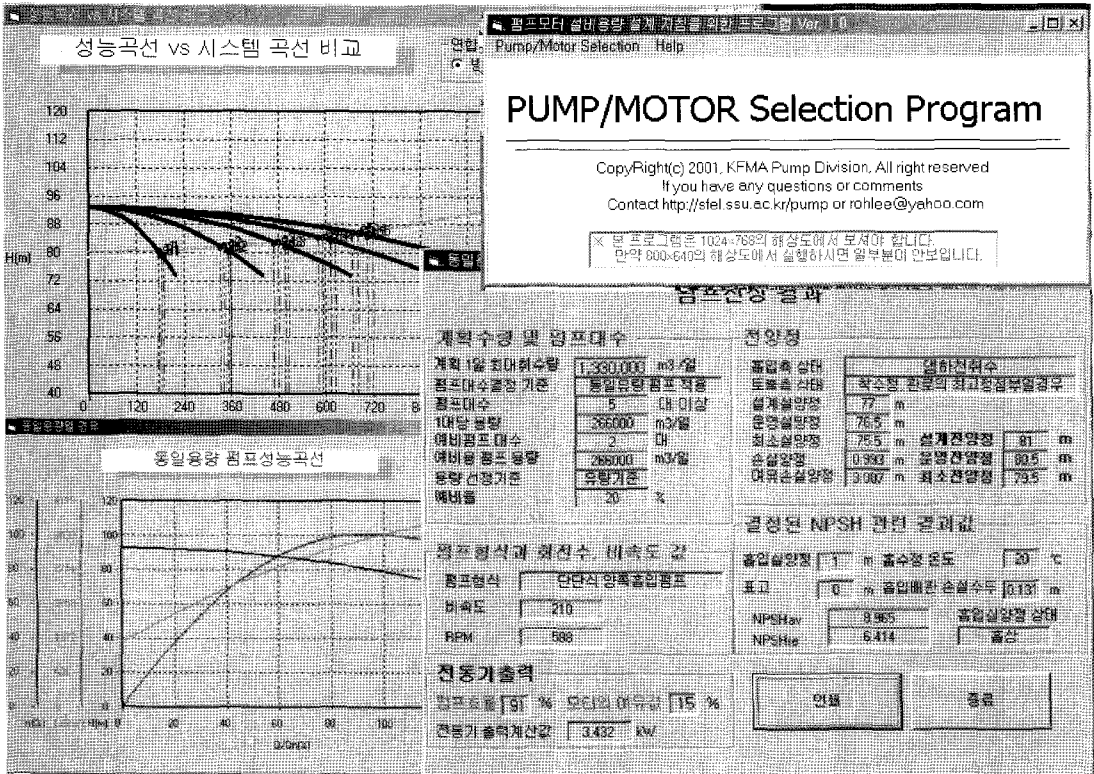 성능곡선 vs 시스템 곡선 비교
120
112
104
96
88
80
H(m)
72
64
56
48
40
0 120 240 360 480 600 720
동일용량 펌프성능곡선
120
100
80
60
40
20
0 20 40 60 80 100
펌프모터 설비용량 설계 지침을 위한 프로그램 Ver 1.0
Pump/Motor Selection Help
PUMP/MOTOR Selection Program
CopyRight(c) 2001, KFMA Pump Division, All right reserved
If you have any questions or comments
Contact http://sfel.ssu.ac.kr/pump or rohlee@yahoo.com
※ 본 프로그램은 1024×768의 해상도에서 보셔야 합니다.
만약 800×640의 해상도에서 실행하시면 일부분이 안보입니다.
펌프선정 결과
계획수량 및 펌프대수
계획 1일 최대취수량 1,330,000 m3/일
펌프대수결정 기준 동일유량 펌프 적용
펌프대수 5 대 이상
1대당 용량 266000 m3/일
예비펌프 대수 2 대
예비용 펌프 용량 266000 m3/일
용량 선정기준 유량기준
예비율 20 %
펌프형식과 회전수, 비속도 값
펌프형식 단단식 양쪽흡입펌프
비속도 210
RPM 588
전동기출력
펌프효율 91 % 모터의 여유값 15 %
전동기 출력계산값 3.432 kW
전양정
흡입측 상태
토출측 상태 착수정, 관로의 최고정점부일경우
설계실양정 77 m
운영실양정 76.5 m
최소실양정 75.5 m 설계전양정 81 m
손실양정 0.993 m 운영전양정 80.5 m
여유손실양정 3.007 m 최소전양정 79.5 m
결정된 NPSH 관련 결과값
흡입실양정 1 m 흡수정 온도 20 ℃
표고 0 m 흡입배관 손실수두 0.131 m
NPSHav 8.965 흡입실양정 상태
NPSHre 6.414 흡상
인쇄 종료